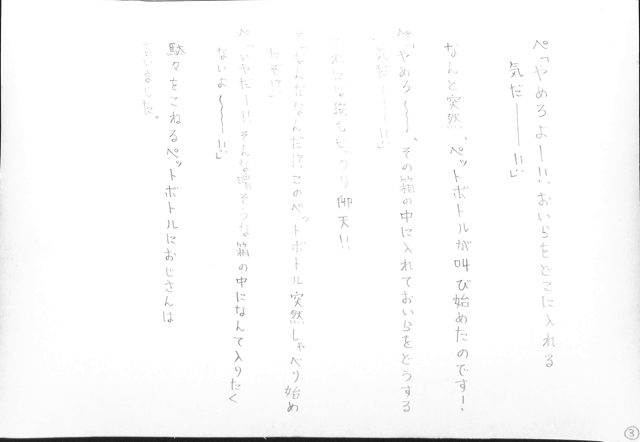 ペ「やめろよー!!おいらをどこに入れる
気だ――!!」
なんと突然、ペットボトルが叫び始めたのです!
ペ「やめろ〜〜、その箱の中に入れておいらをどうする
気だ――!!」
これには誰もビックリ仰天!!
「なんだなんだ!?このペットボトル突然しゃべり始め
たぞ!?」
ペ「いやだー!!そんな壊そうな箱の中になんて入りたく
ないよ〜〜〜!!」
駄々をこねるペットボトルにおじさんは
言いました。
③